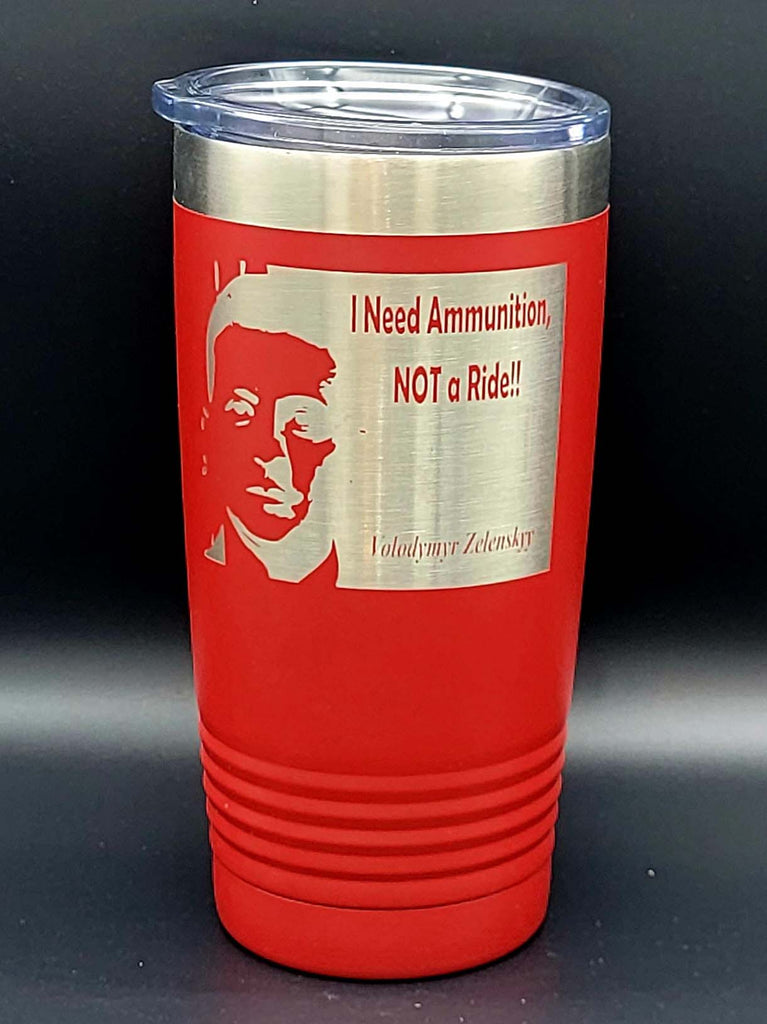 I Need Ammunition,
NOT a Ride!!
Volodymyr Zelenskyy